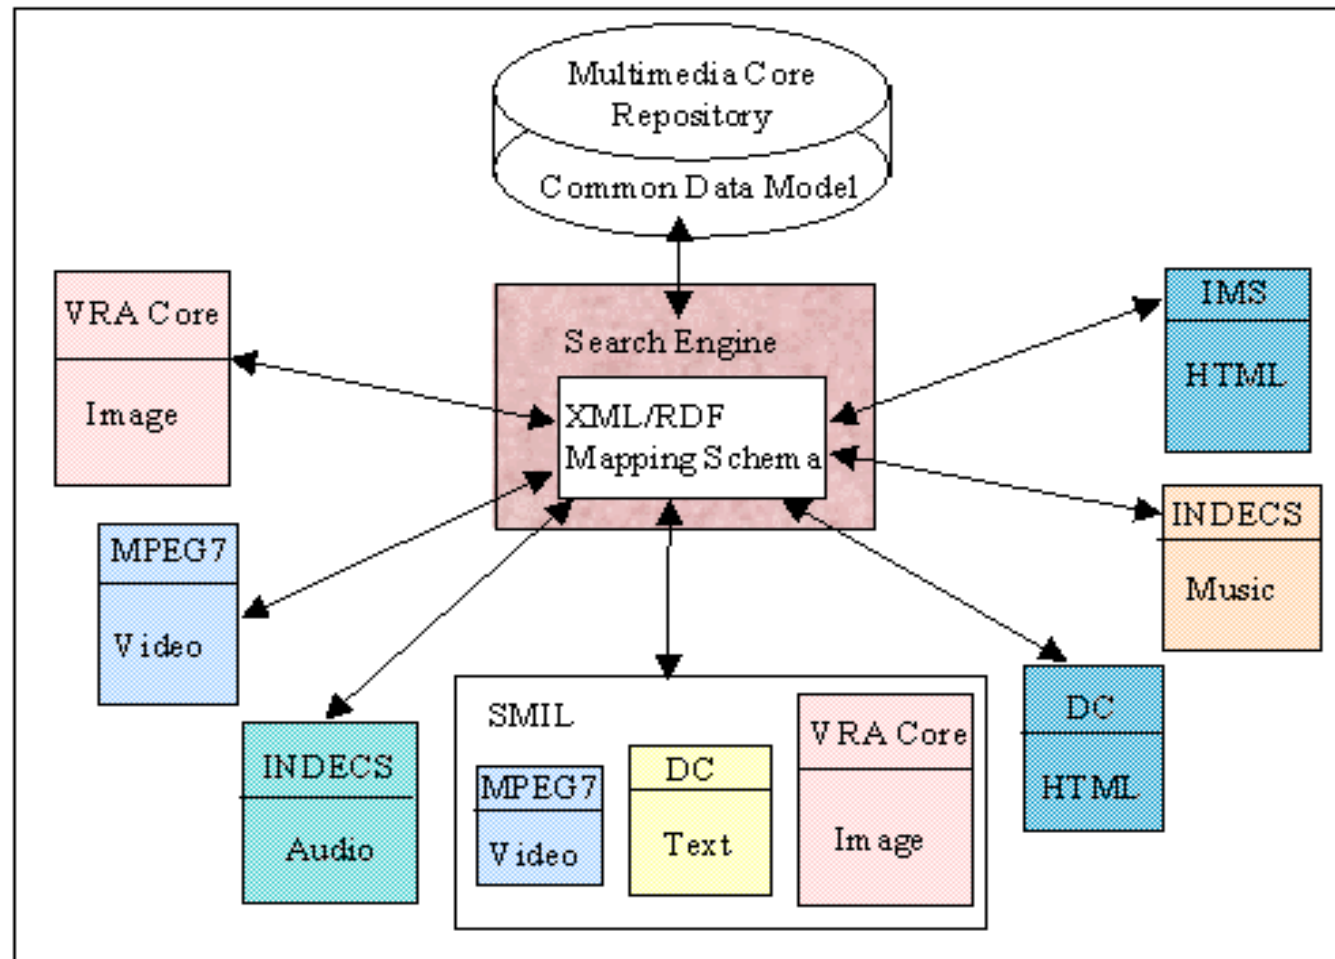 Multimedia Core
Repository
Common Data Model
Search Engine
XML/RDF
Mapping Schema
VRA Core
Image
IMS
HTML
MPEG7
Video
INDECS
Music
INDECS
Audio
SMIL
MPEG7
Video
DC
Text
VRA Core
Image
DC
HTML